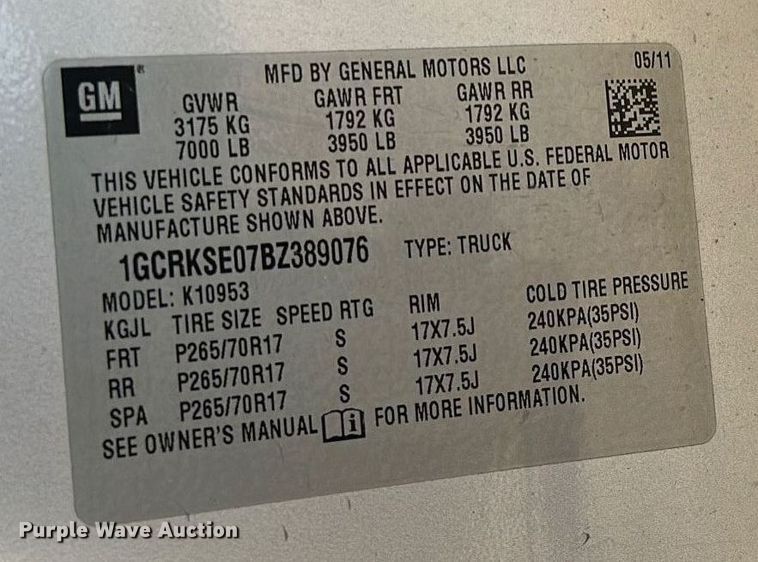 GM
MFD BY GENERAL MOTORS LLC
05/11
GVWR GAWR FRT GAWR RR
3175 KG 1792 KG 1792 KG
7000 LB 3950 LB 3950 LB
THIS VEHICLE CONFORMS TO ALL APPLICABLE U.S. FEDERAL MOTOR
VEHICLE SAFETY STANDARDS IN EFFECT ON THE DATE OF
MANUFACTURE SHOWN ABOVE.
1GCRKSE07BZ389076 TYPE: TRUCK
MODEL: K10953
KGJL TIRE SIZE SPEED RTG RIM COLD TIRE PRESSURE
FRT P265/70R17 S 17X7.5J 240KPA(35PSI)
RR P265/70R17 S 17X7.5J 240KPA(35PSI)
SPA P265/70R17 S 17X7.5J 240KPA(35PSI)
SEE OWNER'S MANUAL i FOR MORE INFORMATION.
Purple Wave Auction